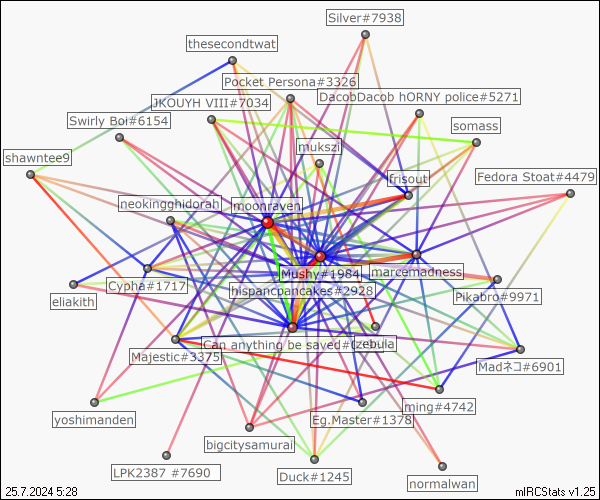 Silver#7938
thesecondtwat
Pocket Persona#3326
DacobDacob hORNY police#5271
JKOUYH VIII#7034
Swirly Boi#6154
somass
mukszi
shawntee9
frisout
Fedora Stoat#4479
neokinghidorah
moonraven
Mushy#1984
marcemadness
Cypha#1717
hispancpancakes#2928
eliakith
Pikabro#9971
Can anything be saved#
zebula
Majestic#3375
Madネコ#6901
ming#4742
yoshimanden
Eg.Master#1378
bigcitysamurai
LPK2387 #7690
Duck#1245
normalwan
25.7.2024 5:28
mIRCStats v1.25